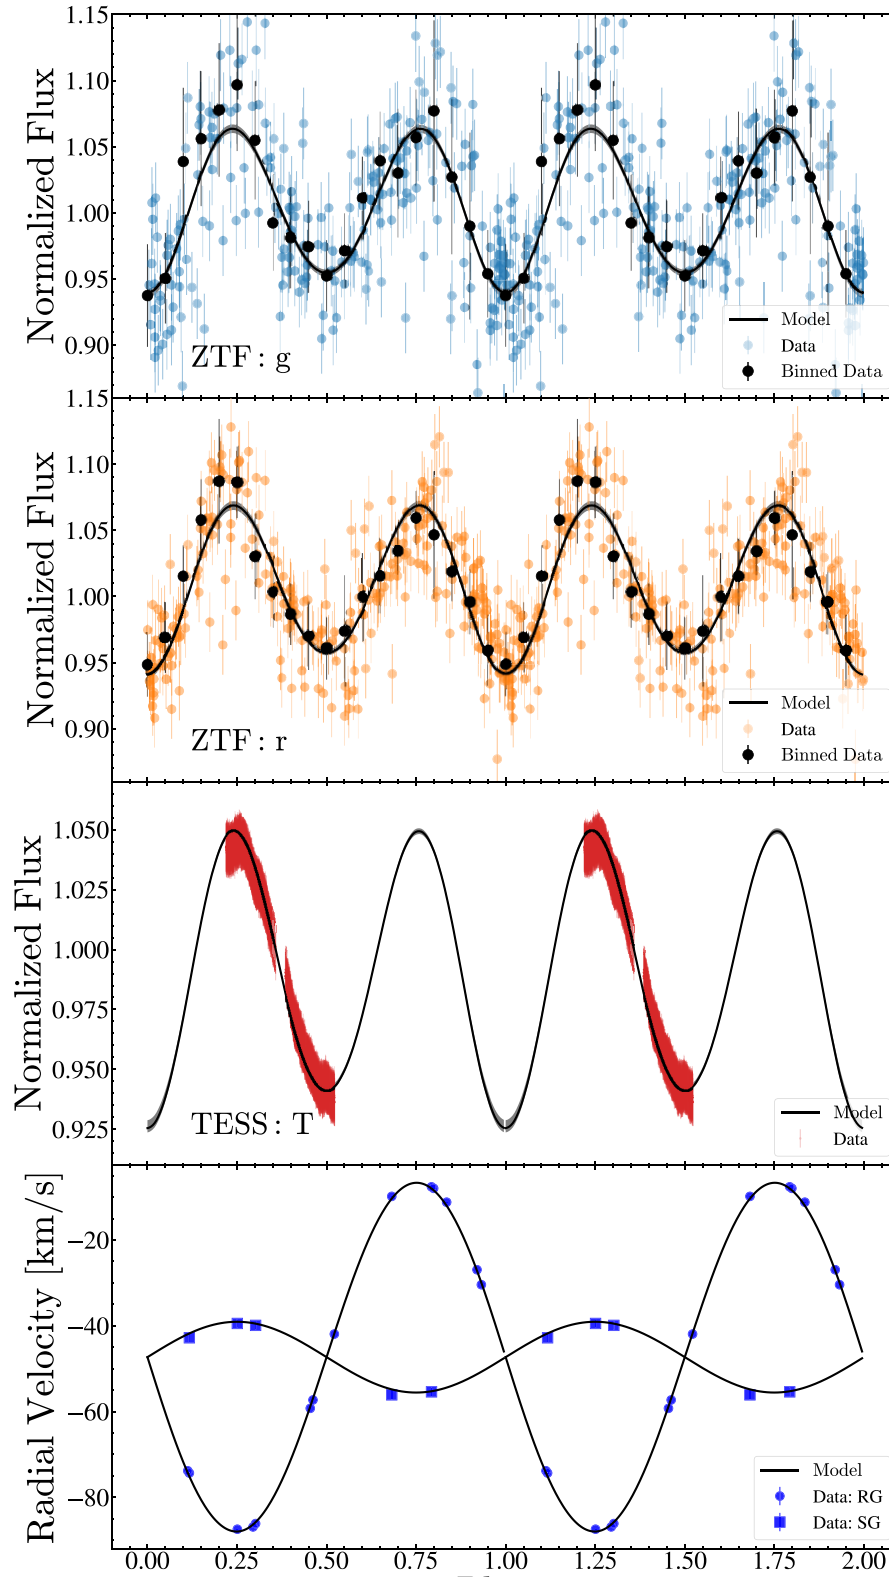 1.15
1.10
1.05
1.00
0.95
0.90
Normalized Flux
ZTF: g
Model
Data
Binned Data
1.15
1.10
1.05
1.00
0.95
0.90
Normalized Flux
ZTF: r
Model
Data
Binned Data
1.050
1.025
1.000
0.975
0.950
0.925
Normalized Flux
TESS: T
Model
Data
−20
−40
−60
−80
Radial Velocity [km/s]
Model
Data: RG
Data: SG
0.00 0.25 0.50 0.75 1.00 1.25 1.50 1.75 2.00